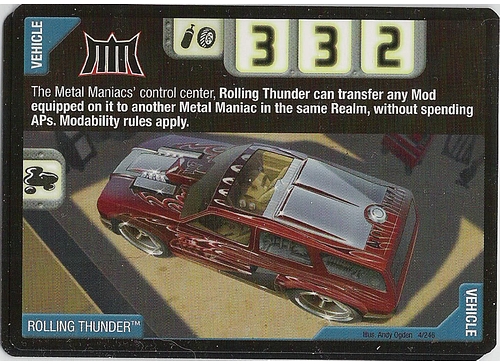 VEHICLE
3 3 2
The Metal Maniacs' control center, Rolling Thunder can transfer any Mod
equipped on it to another Metal Maniac in the same Realm, without spending
APs. Modability rules apply.
ROLLING THUNDER™
Illus. Andy Ogden 4/246
VEHICLE